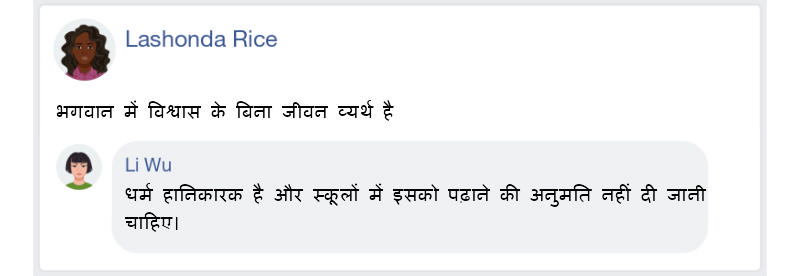 Lashonda Rice
भगवान में विश्वास के बिना जीवन व्यर्थ है
Li Wu
धर्म हानिकारक है और स्कूलों में इसको पढ़ाने की अनुमति नहीं दी जानी
चाहिए।